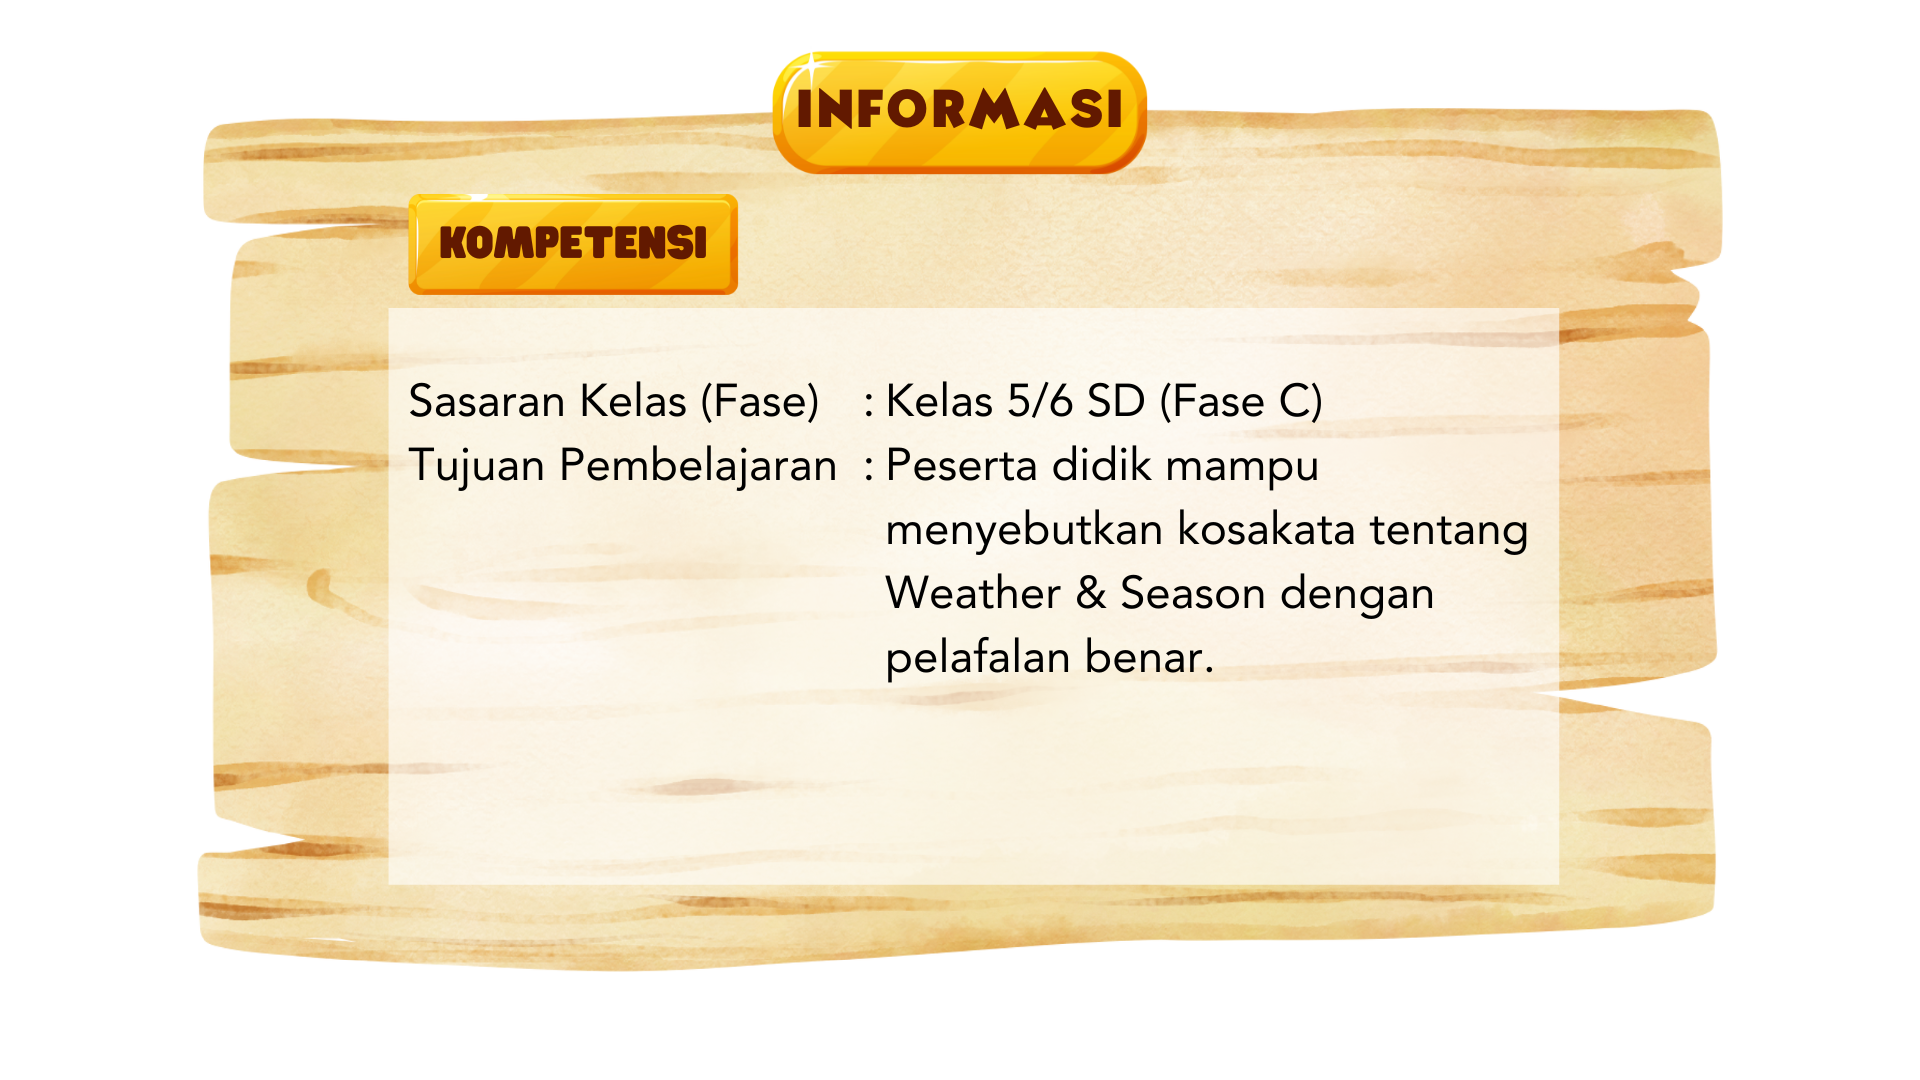 INFORMASI
KOMPETENSI
Sasaran Kelas (Fase) : Kelas 5/6 SD (Fase C)
Tujuan Pembelajaran : Peserta didik mampu
menyebutkan kosakata tentang
Weather & Season dengan
pelafalan benar.